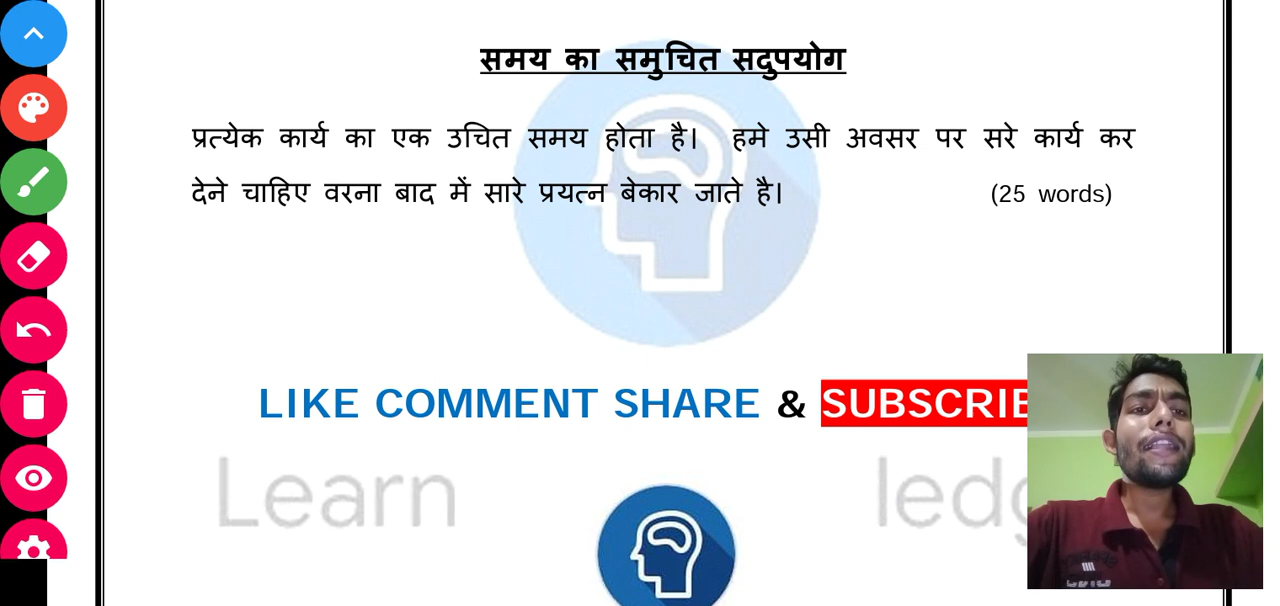 समय का समुचित सदुपयोग
प्रत्येक कार्य का एक उचित समय होता है। हमे उसी अवसर पर सरे कार्य कर
देने चाहिए वरना बाद में सारे प्रयत्न बेकार जाते है। (25 words)
LIKE COMMENT SHARE & SUBSCRIB
Learn ledg